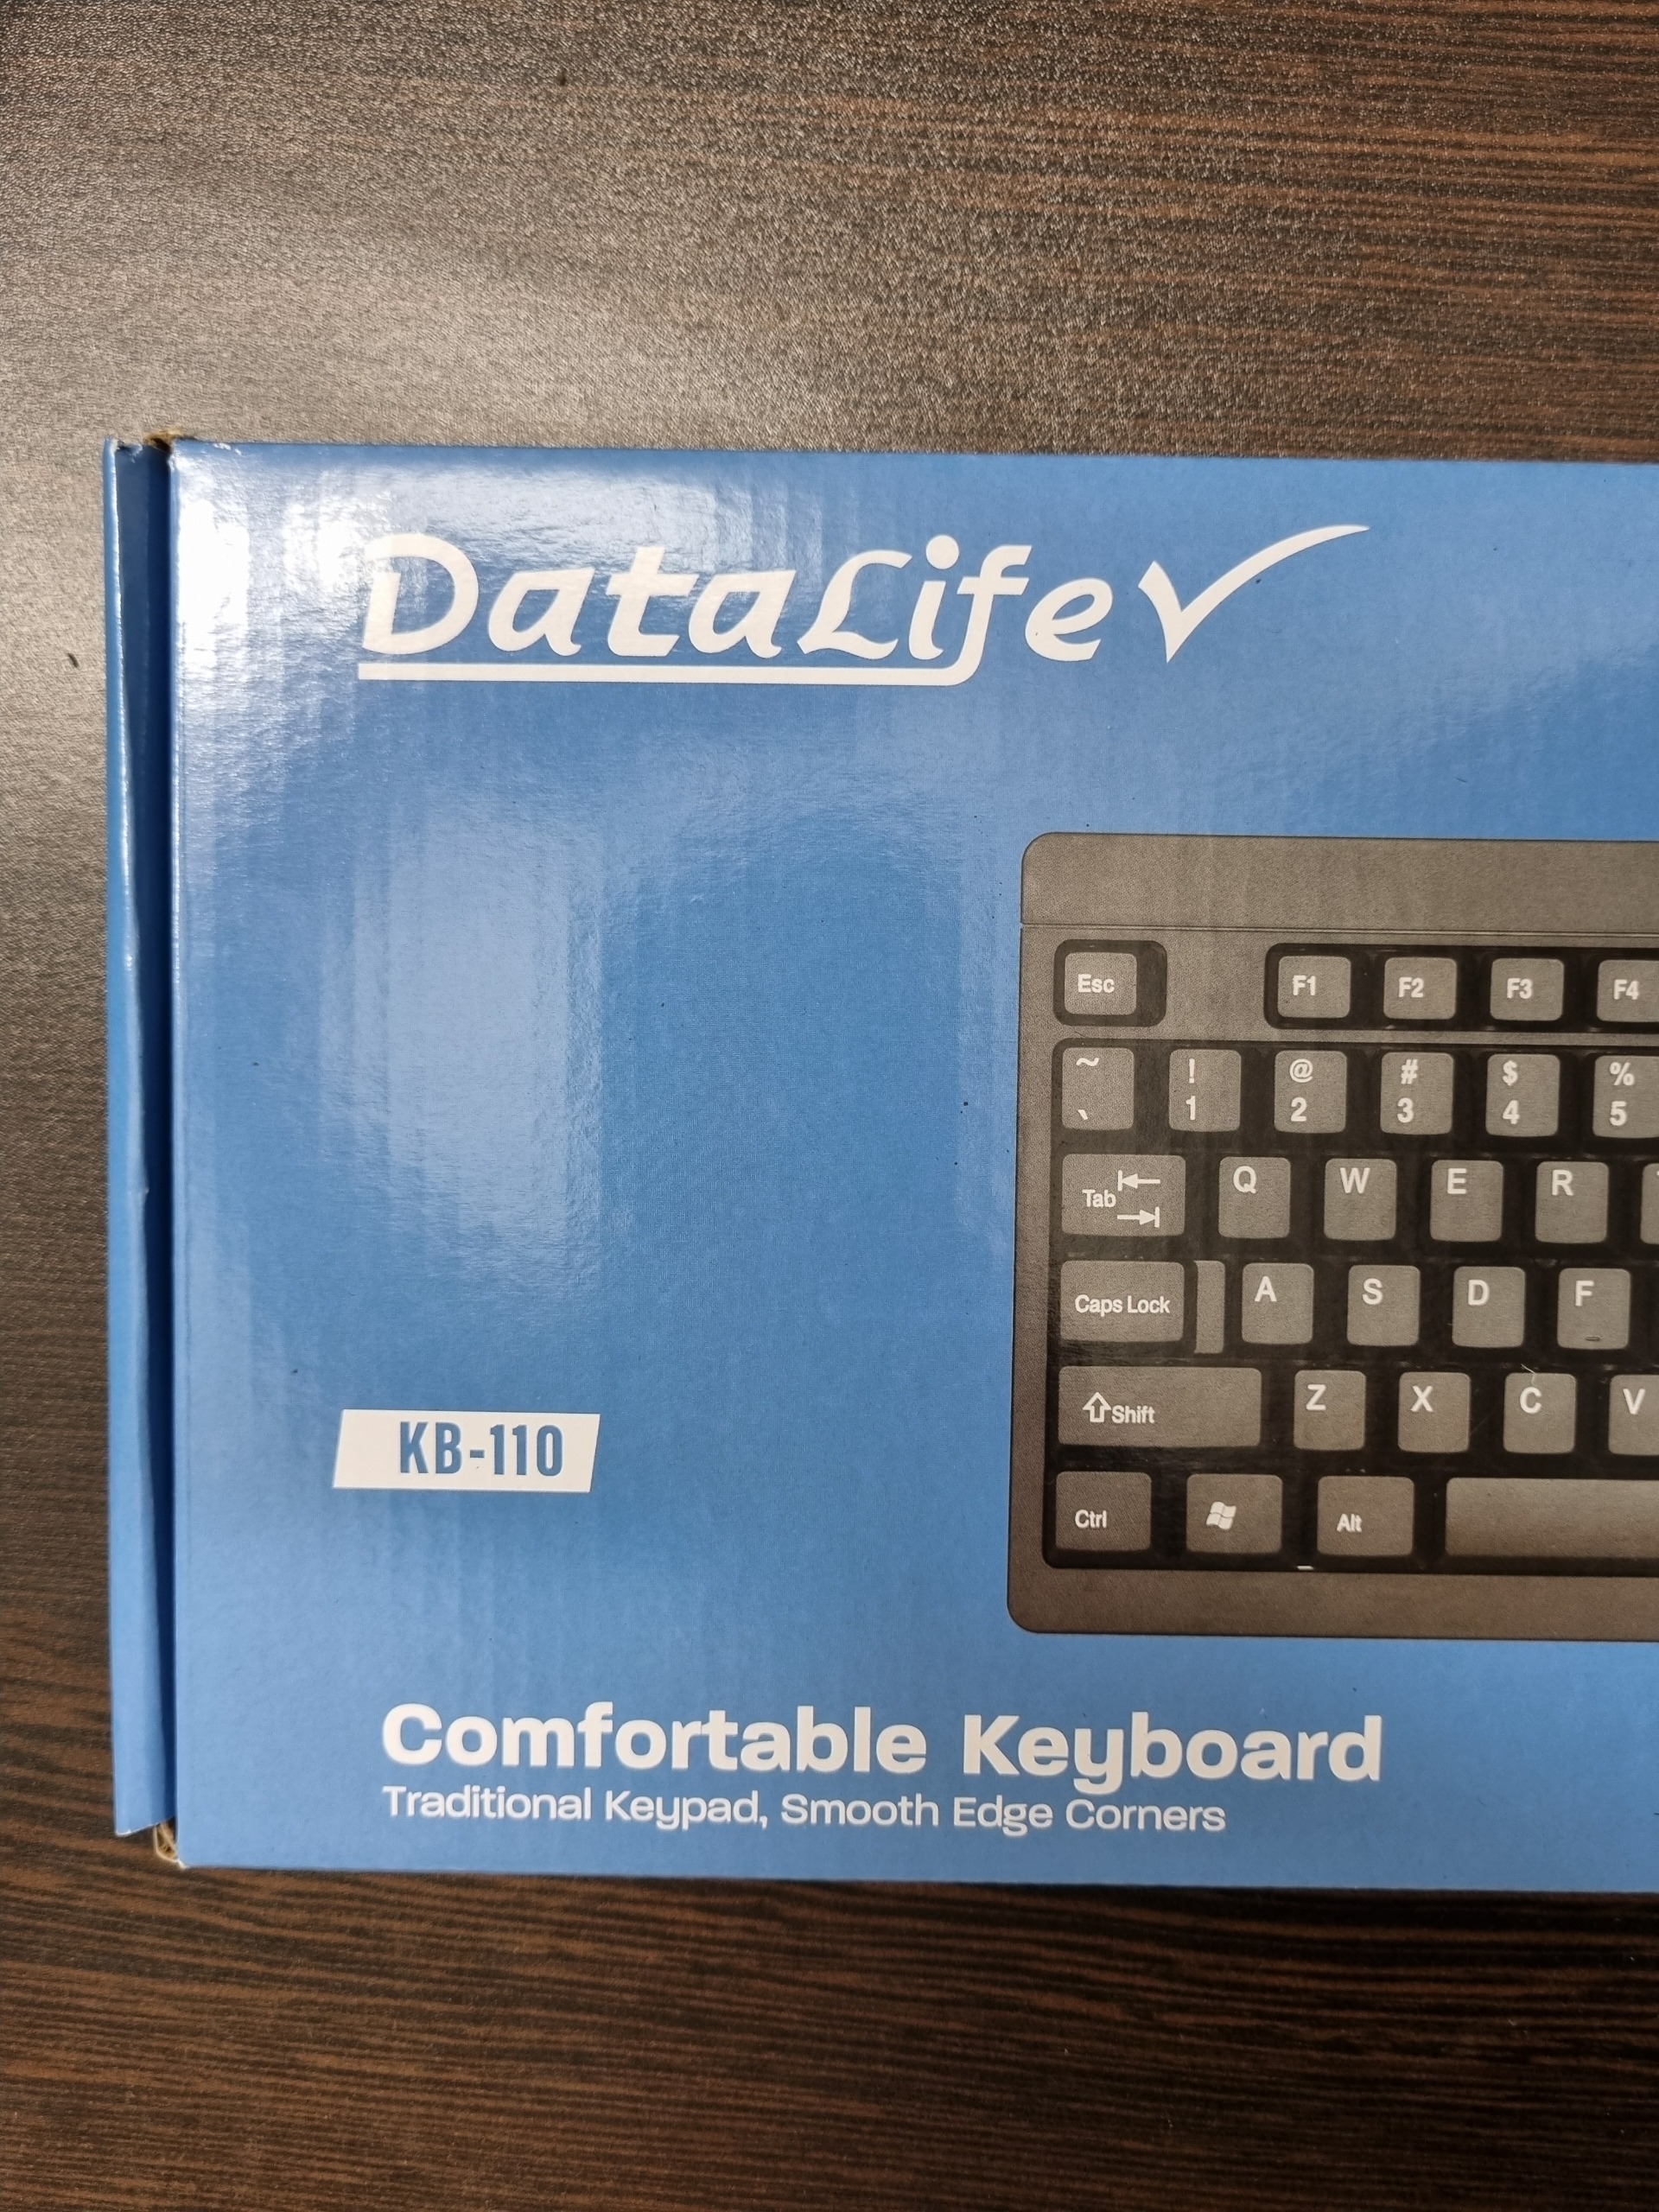 DataLife
Esc F1 F2 F3 F4
~ ! @ # $ %
` 1 2 3 4 5
Tab Q W E R
Caps Lock A S D F
Shift Z X C V
Ctrl Alt
KB-110
Comfortable Keyboard
Traditional Keypad, Smooth Edge Corners